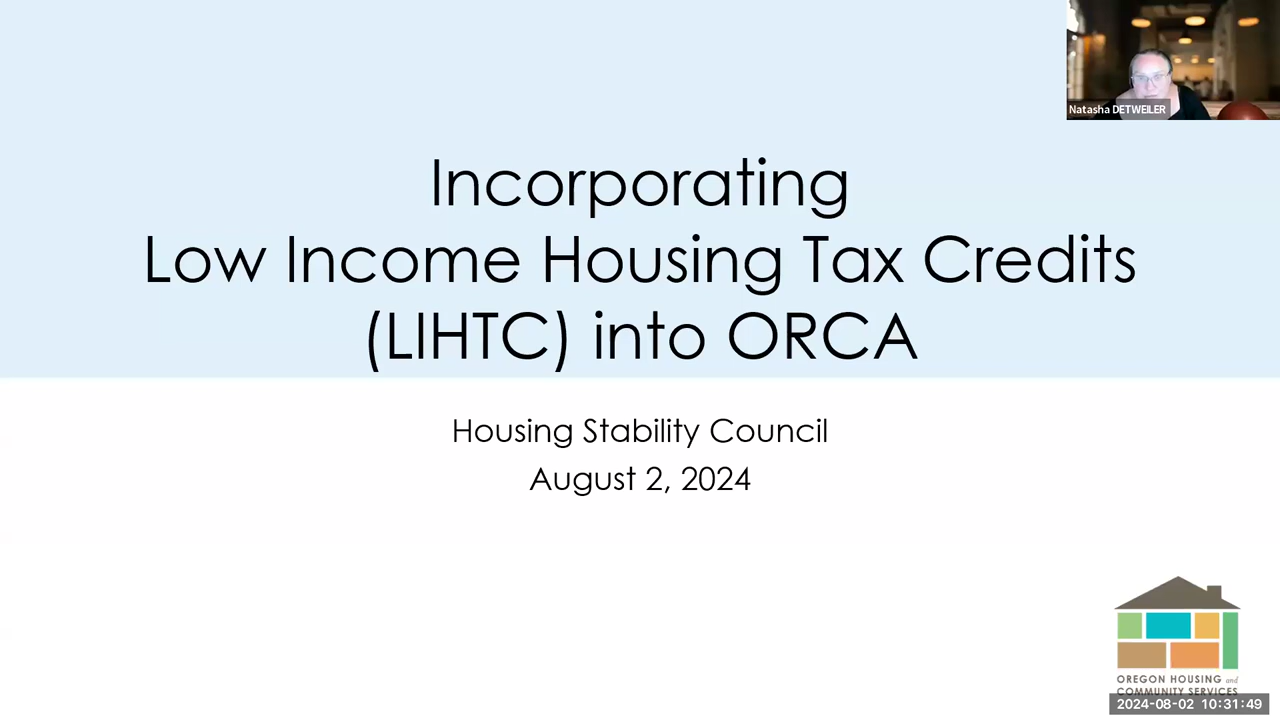 Natasha DETWEILER
Incorporating
Low Income Housing Tax Credits
(LIHTC) into ORCA
Housing Stability Council
August 2, 2024
OREGON HOUSING and
COMMUNITY SERVICES
2024-08-02 10:31:49